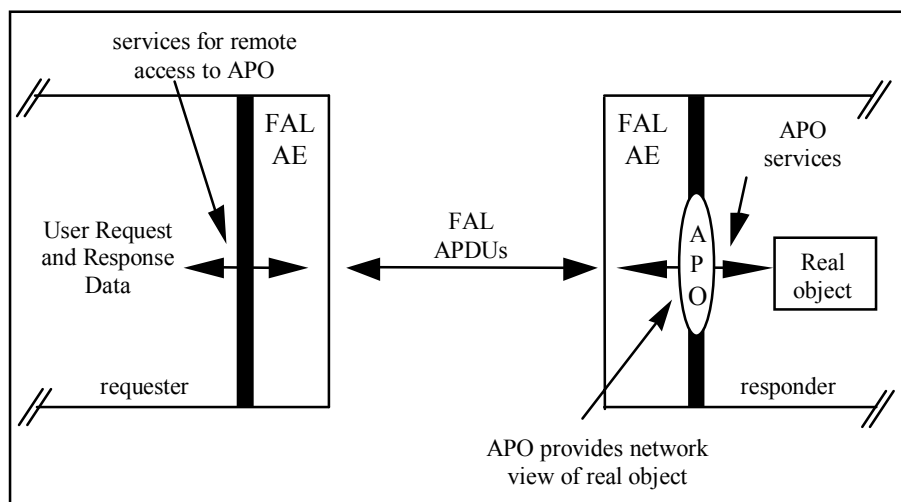 services for remote
access to APO
FAL
AE
User Request
and Response
Data
requester
FAL
APDUs
FAL
AE
APO
services
A
P
O
Real
object
responder
APO provides network
view of real object